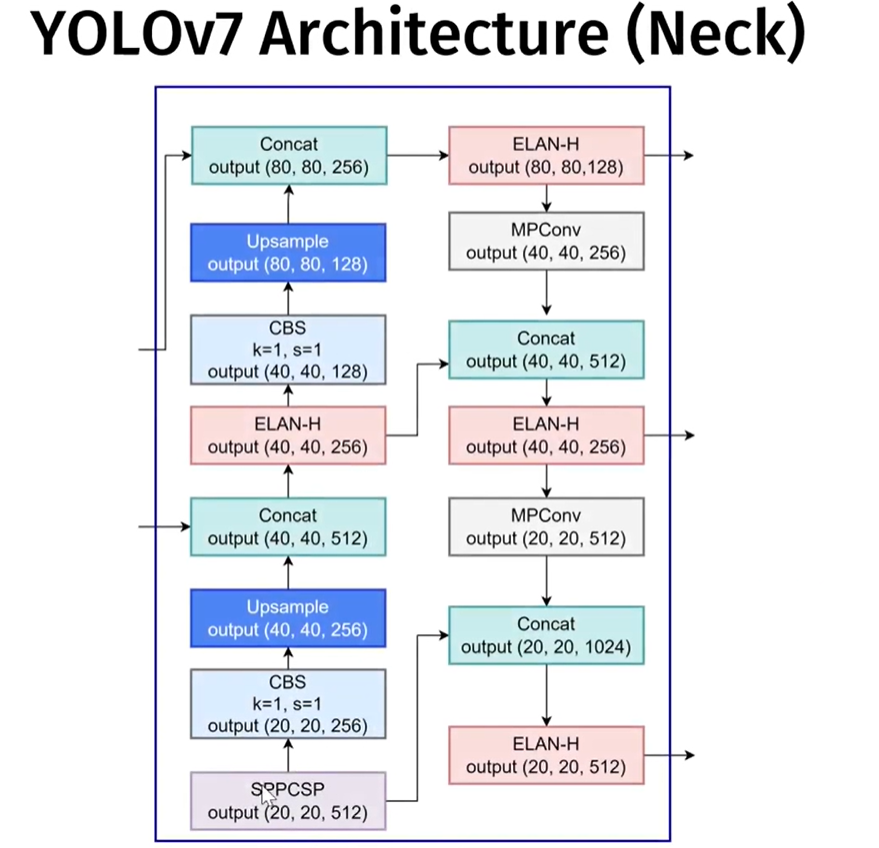 YOLOv7 Architecture (Neck)
Concat
output (80, 80, 256)
Upsample
output (80, 80, 128)
CBS
k=1, s=1
output (40, 40, 128)
ELAN-H
output (40, 40, 256)
Concat
output (40, 40, 512)
Upsample
output (40, 40, 256)
CBS
k=1, s=1
output (20, 20, 256)
SPPCSP
output (20, 20, 512)
ELAN-H
output (80, 80,128)
MPConv
output (40, 40, 256)
Concat
output (40, 40, 512)
ELAN-H
output (40, 40, 256)
MPConv
output (20, 20, 512)
Concat
output (20, 20, 1024)
ELAN-H
output (20, 20, 512)